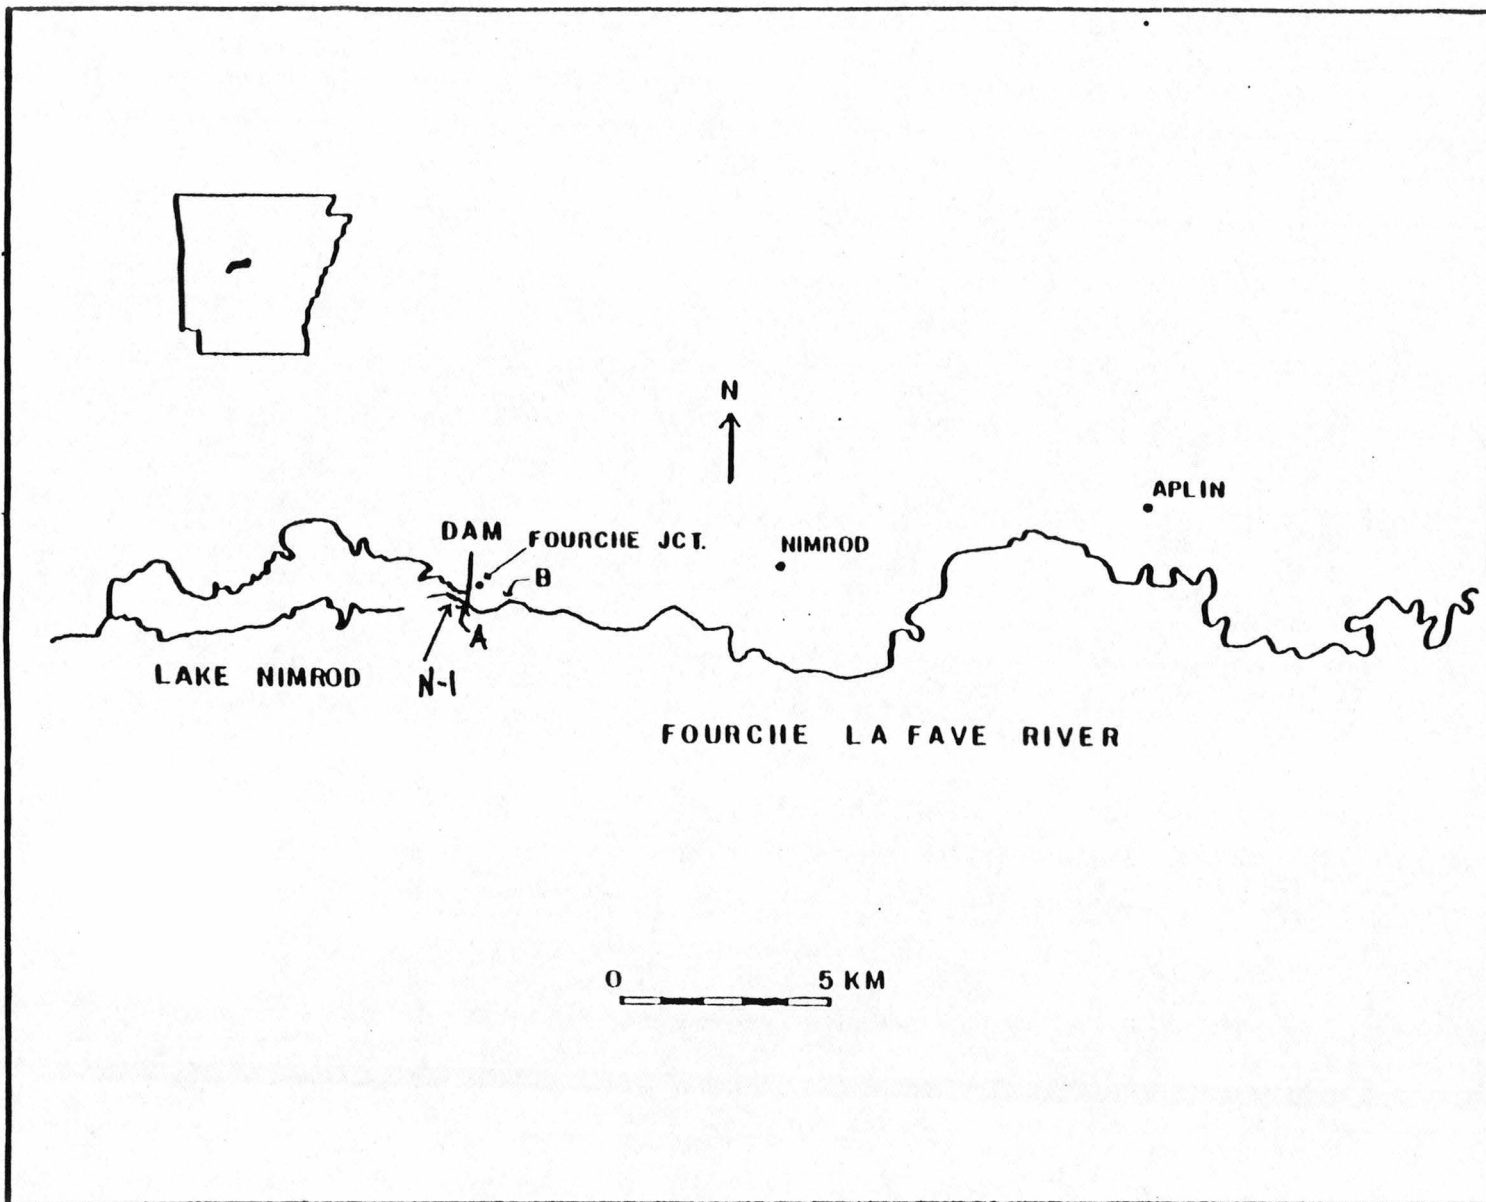 N
APLIN
DAM
FOURCHE JCT.
NIMROD
B
A
LAKE NIMROD
N-1
FOURCHE LA FAVE RIVER
0 5 KM